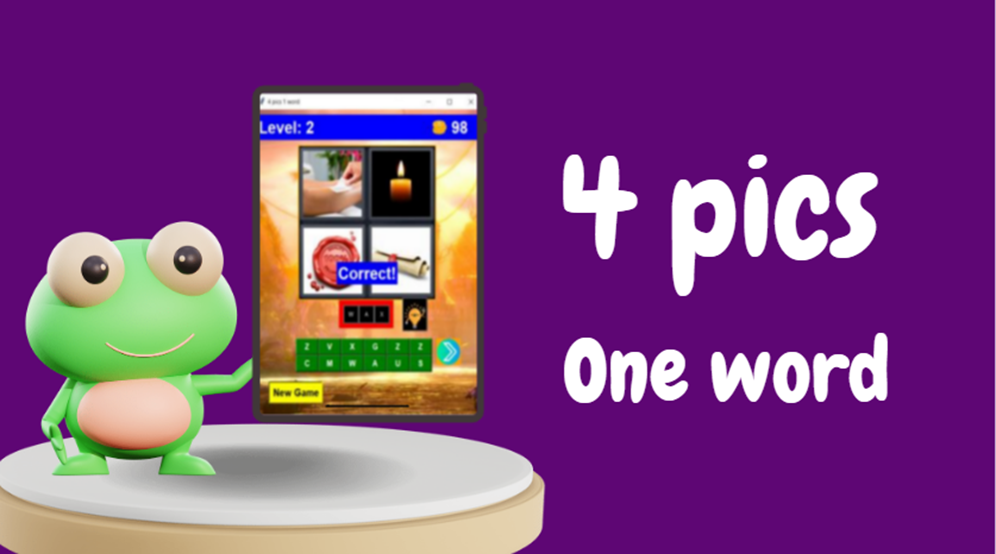 4 pics 1 word
Level: 2
98
Correct!
W A X
Z V X G Z Z
C M W A U S
New Game
4 pics
One word